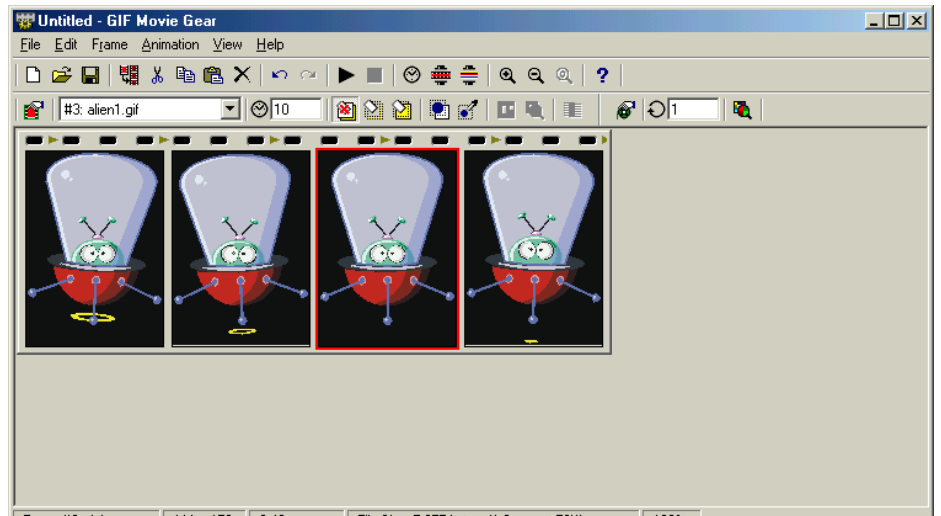 Untitled - GIF Movie Gear
File Edit Frame Animation View Help
?
#3: alien1.gif 10 1